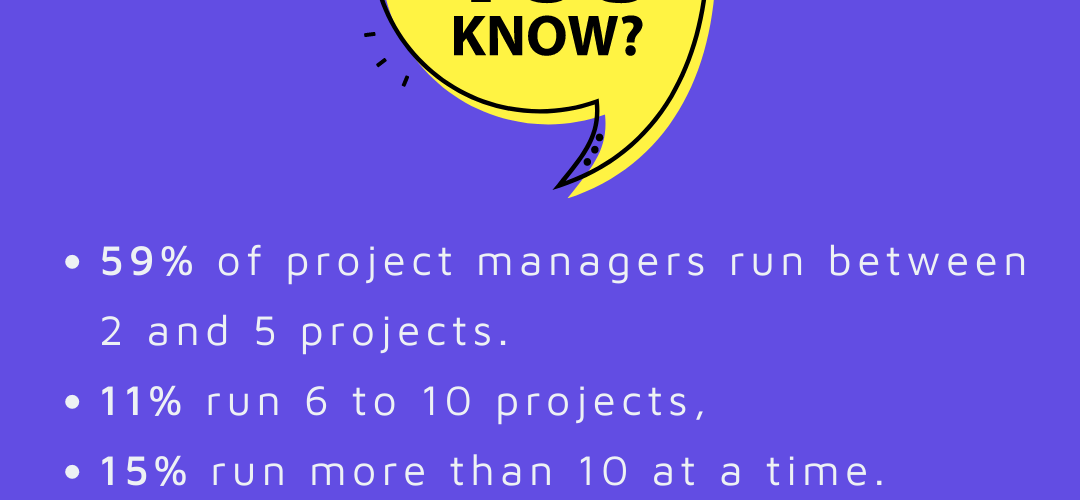 KNOW?
• 59% of project managers run between
2 and 5 projects.
• 11% run 6 to 10 projects,
• 15% run more than 10 at a time.